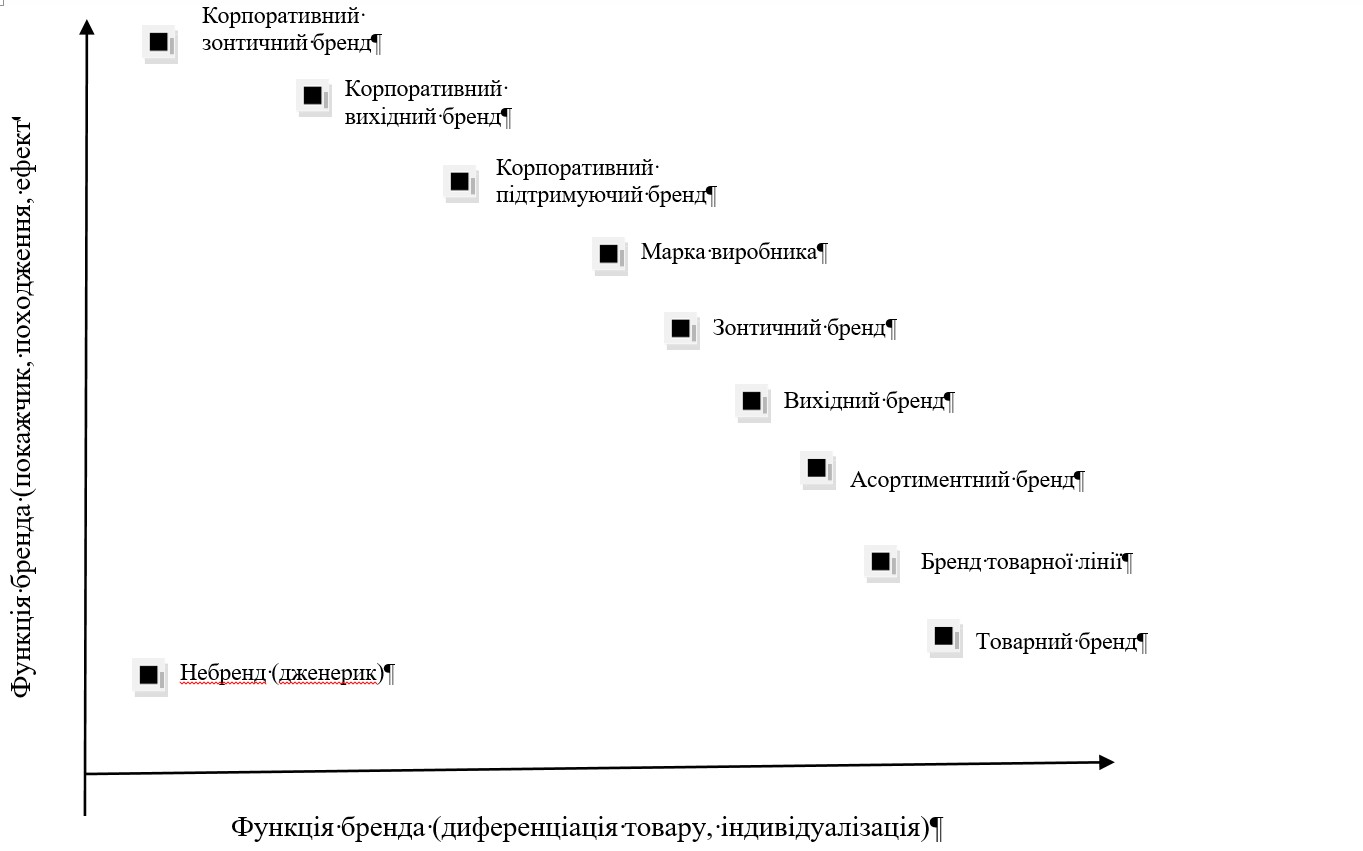 Корпоративний
зонтичний бренд
Корпоративний
вихідний бренд
Корпоративний
підтримуючий бренд
Марка виробника
Зонтичний бренд
Вихідний бренд
Асортиментний бренд
Бренд товарної лінії
Товарний бренд
Небренд (дженерик)
Функція бренда (покажчик, походження, ефект
Функція бренда (диференціація товару, індивідуалізація)